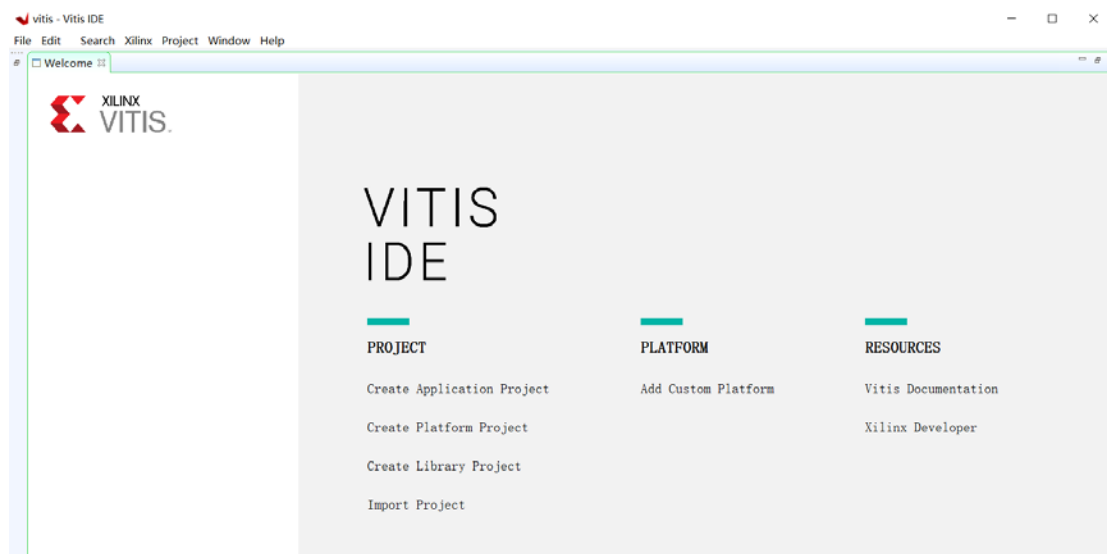 vitis - Vitis IDE
File Edit Search Xilinx Project Window Help
Welcome
XILINX
VITIS.
VITIS
IDE
PROJECT
Create Application Project
Create Platform Project
Create Library Project
Import Project
PLATFORM
Add Custom Platform
RESOURCES
Vitis Documentation
Xilinx Developer